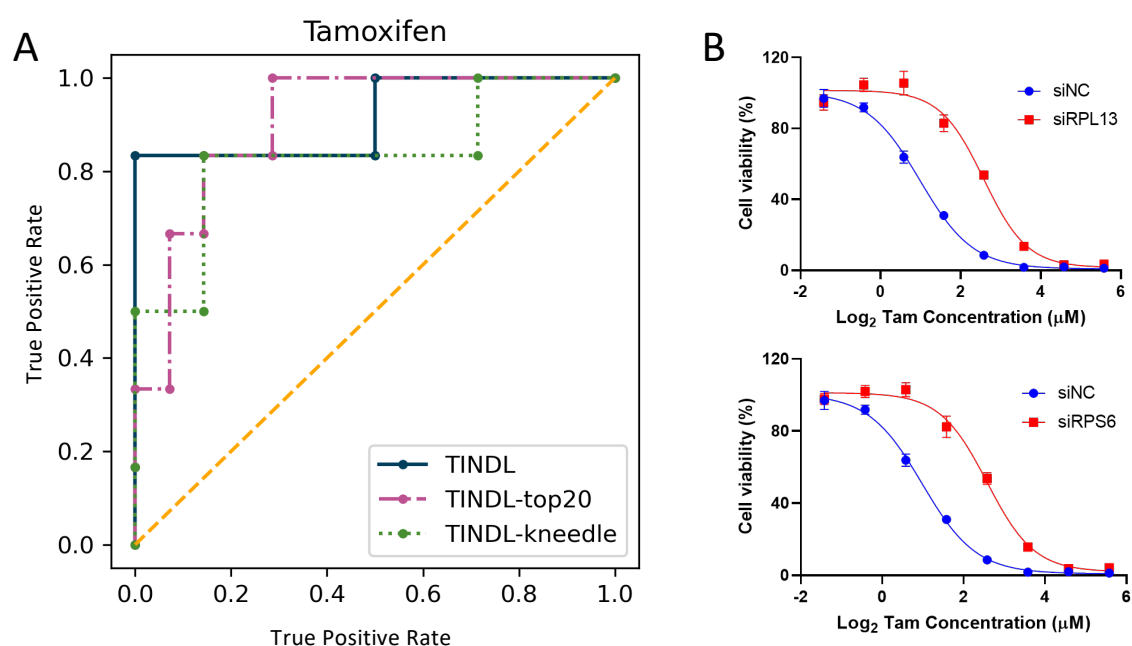 A
Tamoxifen
True Positive Rate
1.0
0.8
0.6
0.4
0.2
0.0
TINDL
TINDL-top20
TINDL-kneedle
0.0 0.2 0.4 0.6 0.8 1.0
True Positive Rate
B
Cell viability (%)
120
80
40
0
siNC
siRPL13
-2 0 2 4 6
Log₂ Tam Concentration (μM)
Cell viability (%)
120
80
40
0
siNC
siRPS6
-2 0 2 4 6
Log₂ Tam Concentration (μM)